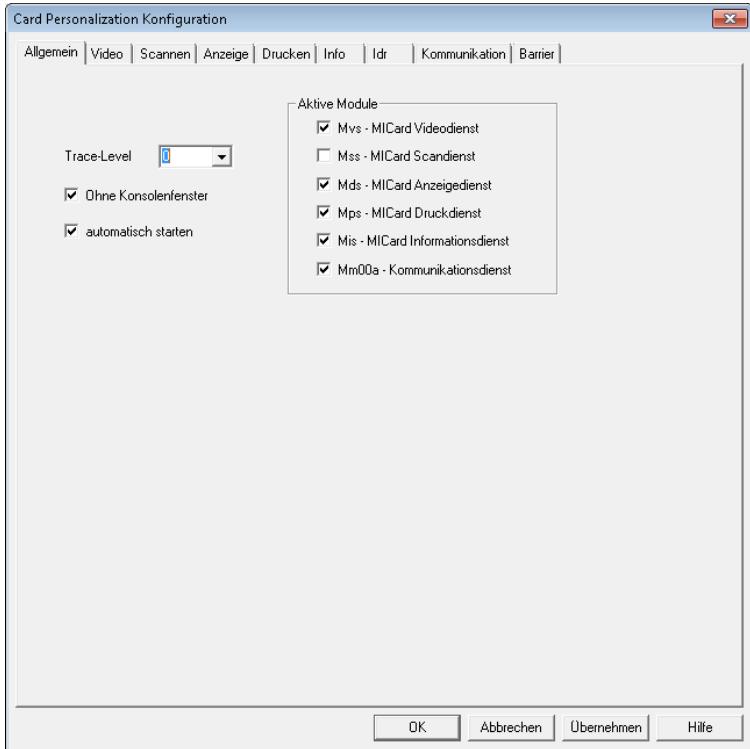 Card Personalization Konfiguration
Allgemein Video Scannen Anzeige Drucken Info Idr Kommunikation Barrier
Aktive Module
Mvs - MICard Videodienst
Trace-Level 0
Mss - MICard Scandienst
Mds - MICard Anzeigedienst
Ohne Konsolenfenster
Mps - MICard Druckdienst
automatisch starten
Mis - MICard Informationsdienst
Mm00a - Kommunikationsdienst
OK Abbrechen Übernehmen Hilfe